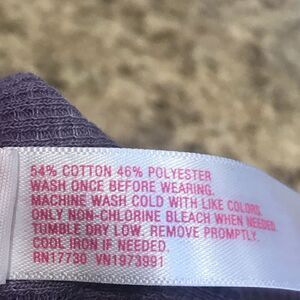 54% COTTON 46% POLYESTER
WASH ONCE BEFORE WEARING.
MACHINE WASH COLD WITH LIKE COLORS
ONLY NON-CHLORINE BLEACH WHEN NEEDED
TUMBLE DRY LOW. REMOVE PROMPTLY.
COOL IRON IF NEEDED.
RN17730 VN1973991